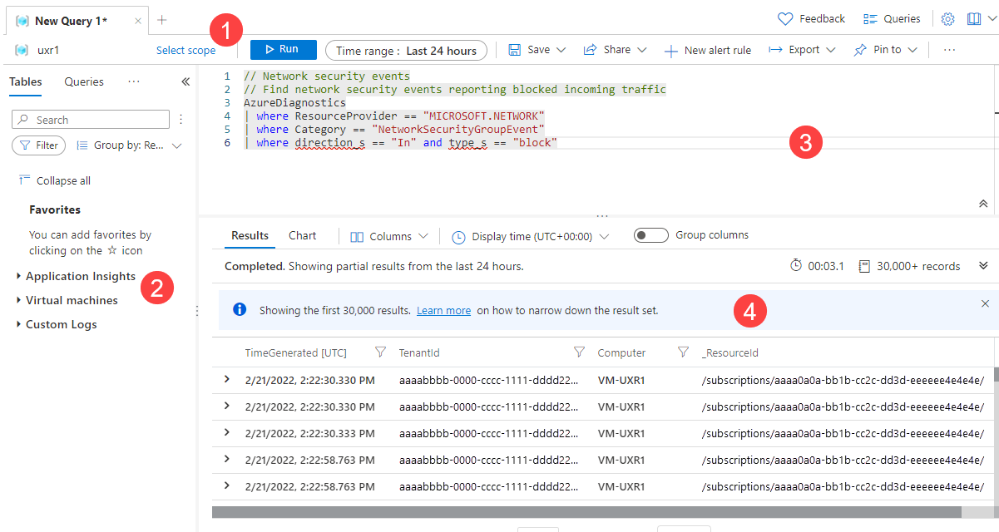 New Query 1*
Feedback
Queries
1
uxr1
Select scope
Run
Time range : Last 24 hours
Save
Share
New alert rule
Export
Pin to
...
Tables
Queries
...
Search
Filter
Group by: Re...
Collapse all
Favorites
You can add favorites by
clicking on the ☆ icon
Application Insights
Virtual machines
Custom Logs
2
1 // Network security events
2 // Find network security events reporting blocked incoming traffic
3 AzureDiagnostics
4 | where ResourceProvider == "MICROSOFT.NETWORK"
5 | where Category == "NetworkSecurityGroupEvent"
6 | where direction_s == "In" and type_s == "block"
3
...
Results
Chart
Columns
Display time (UTC+00:00)
Group columns
Completed. Showing partial results from the last 24 hours.
00:03.1
30,000+ records
Showing the first 30,000 results. Learn more on how to narrow down the result set.
4
TimeGenerated [UTC] TenantId Computer _ResourceId
2/21/2022, 2:22:30.330 PM aaaabbbb-0000-cccc-1111-dddd22... VM-UXR1 /subscriptions/aaaa0a0a-bb1b-cc2c-dd3d-eeeeee4e4e4e/
2/21/2022, 2:22:30.330 PM aaaabbbb-0000-cccc-1111-dddd22... VM-UXR1 /subscriptions/aaaa0a0a-bb1b-cc2c-dd3d-eeeeee4e4e4e/
2/21/2022, 2:22:30.333 PM aaaabbbb-0000-cccc-1111-dddd22... VM-UXR1 /subscriptions/aaaa0a0a-bb1b-cc2c-dd3d-eeeeee4e4e4e/
2/21/2022, 2:22:58.763 PM aaaabbbb-0000-cccc-1111-dddd22... VM-UXR1 /subscriptions/aaaa0a0a-bb1b-cc2c-dd3d-eeeeee4e4e4e/
2/21/2022, 2:22:58.763 PM aaaabbbb-0000-cccc-1111-dddd22... VM-UXR1 /subscriptions/aaaa0a0a-bb1b-cc2c-dd3d-eeeeee4e4e4e/